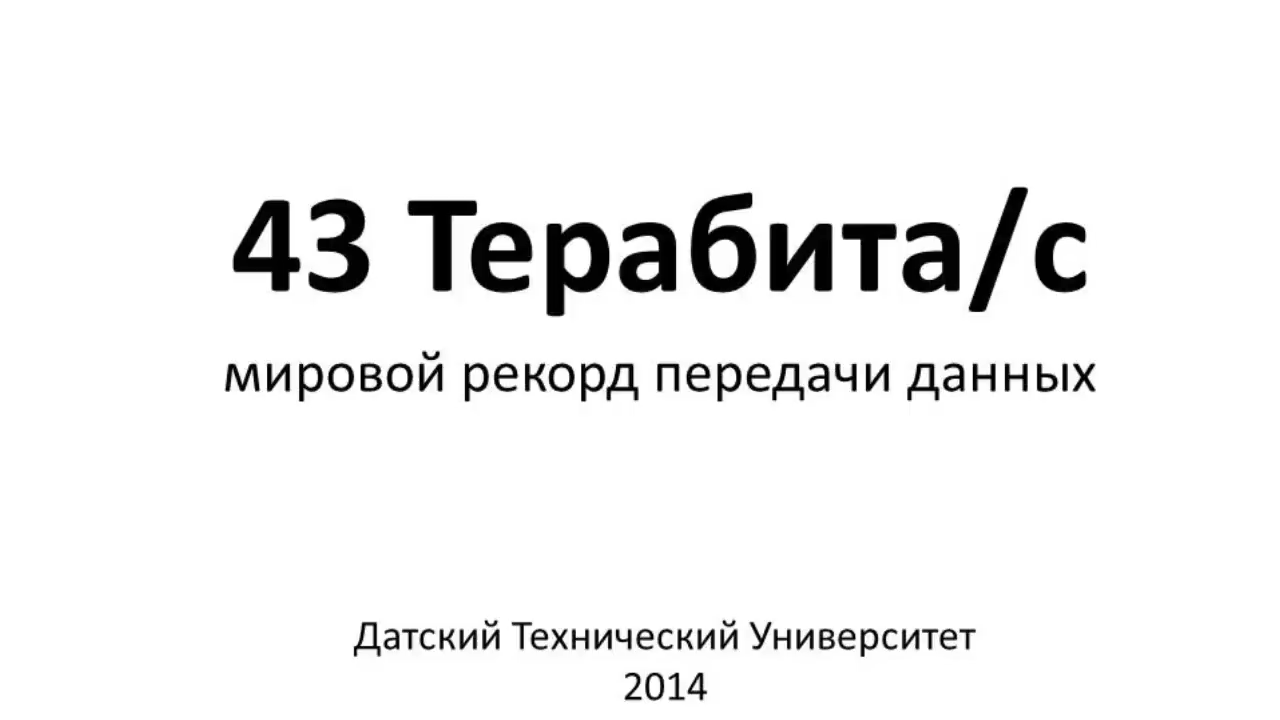 43 Терабита/с
мировой рекорд передачи данных
Датский Технический Университет
2014